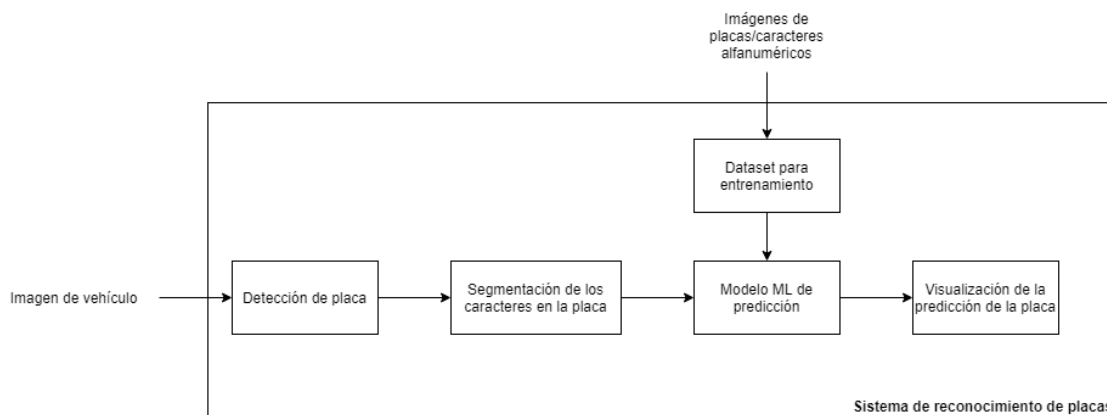 Imágenes de
placas/caracteres
alfanuméricos
Dataset para
entrenamiento
Imagen de vehículo
Detección de placa
Segmentación de los
caracteres en la placa
Modelo ML de
predicción
Visualización de la
predicción de la placa
Sistema de reconocimiento de placas